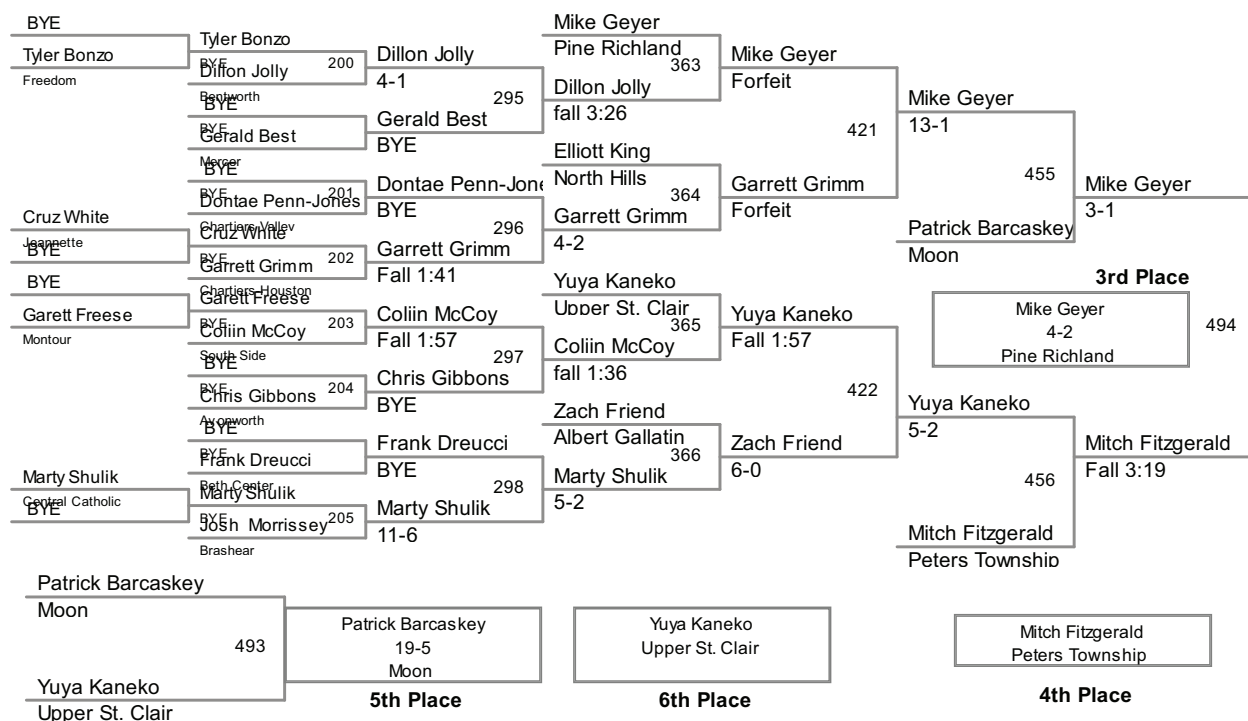 BYE
Tyler Bonzo
Freedom
Cruz White
Jeannette
BYE
BYE
Garett Freese
Montour
Marty Shulik
Central Catholic
BYE
Tyler Bonzo
BYE
200
Dillon Jolly
Bentworth
BYE
BYE
Gerald Best
Mercer
BYE
BYE
201
Dontae Penn-Jones
Chartiers Valley
Cruz White
BYE
202
Garrett Grimm
Chartiers-Houston
Garett Freese
BYE
203
Coliin McCoy
South Side
BYE
BYE
204
Chris Gibbons
Avonworth
BYE
BYE
Frank Dreucci
Beth Center
Marty Shulik
BYE
205
Josh Morrissey
Brashear
Dillon Jolly
4-1
295
Gerald Best
BYE
Dontae Penn-Jone
BYE
296
Garrett Grimm
Fall 1:41
Coliin McCoy
Fall 1:57
297
Chris Gibbons
BYE
Frank Dreucci
BYE
298
Marty Shulik
11-6
Mike Geyer
Pine Richland
363
Dillon Jolly
fall 3:26
Elliott King
North Hills
364
Garrett Grimm
4-2
Yuya Kaneko
Upper St. Clair
365
Coliin McCoy
fall 1:36
Zach Friend
Albert Gallatin
366
Marty Shulik
5-2
Mike Geyer
Forfeit
421
Garrett Grimm
Forfeit
Yuya Kaneko
Fall 1:57
422
Zach Friend
6-0
Mike Geyer
13-1
455
Patrick Barcaskey
Moon
Yuya Kaneko
5-2
456
Mitch Fitzgerald
Peters Township
Mike Geyer
3-1
3rd Place
Mike Geyer
4-2
Pine Richland
494
Mitch Fitzgerald
Fall 3:19
Patrick Barcaskey
Moon
493
Yuya Kaneko
Upper St. Clair
Patrick Barcaskey
19-5
Moon
5th Place
Yuya Kaneko
Upper St. Clair
6th Place
Mitch Fitzgerald
Peters Township
4th Place